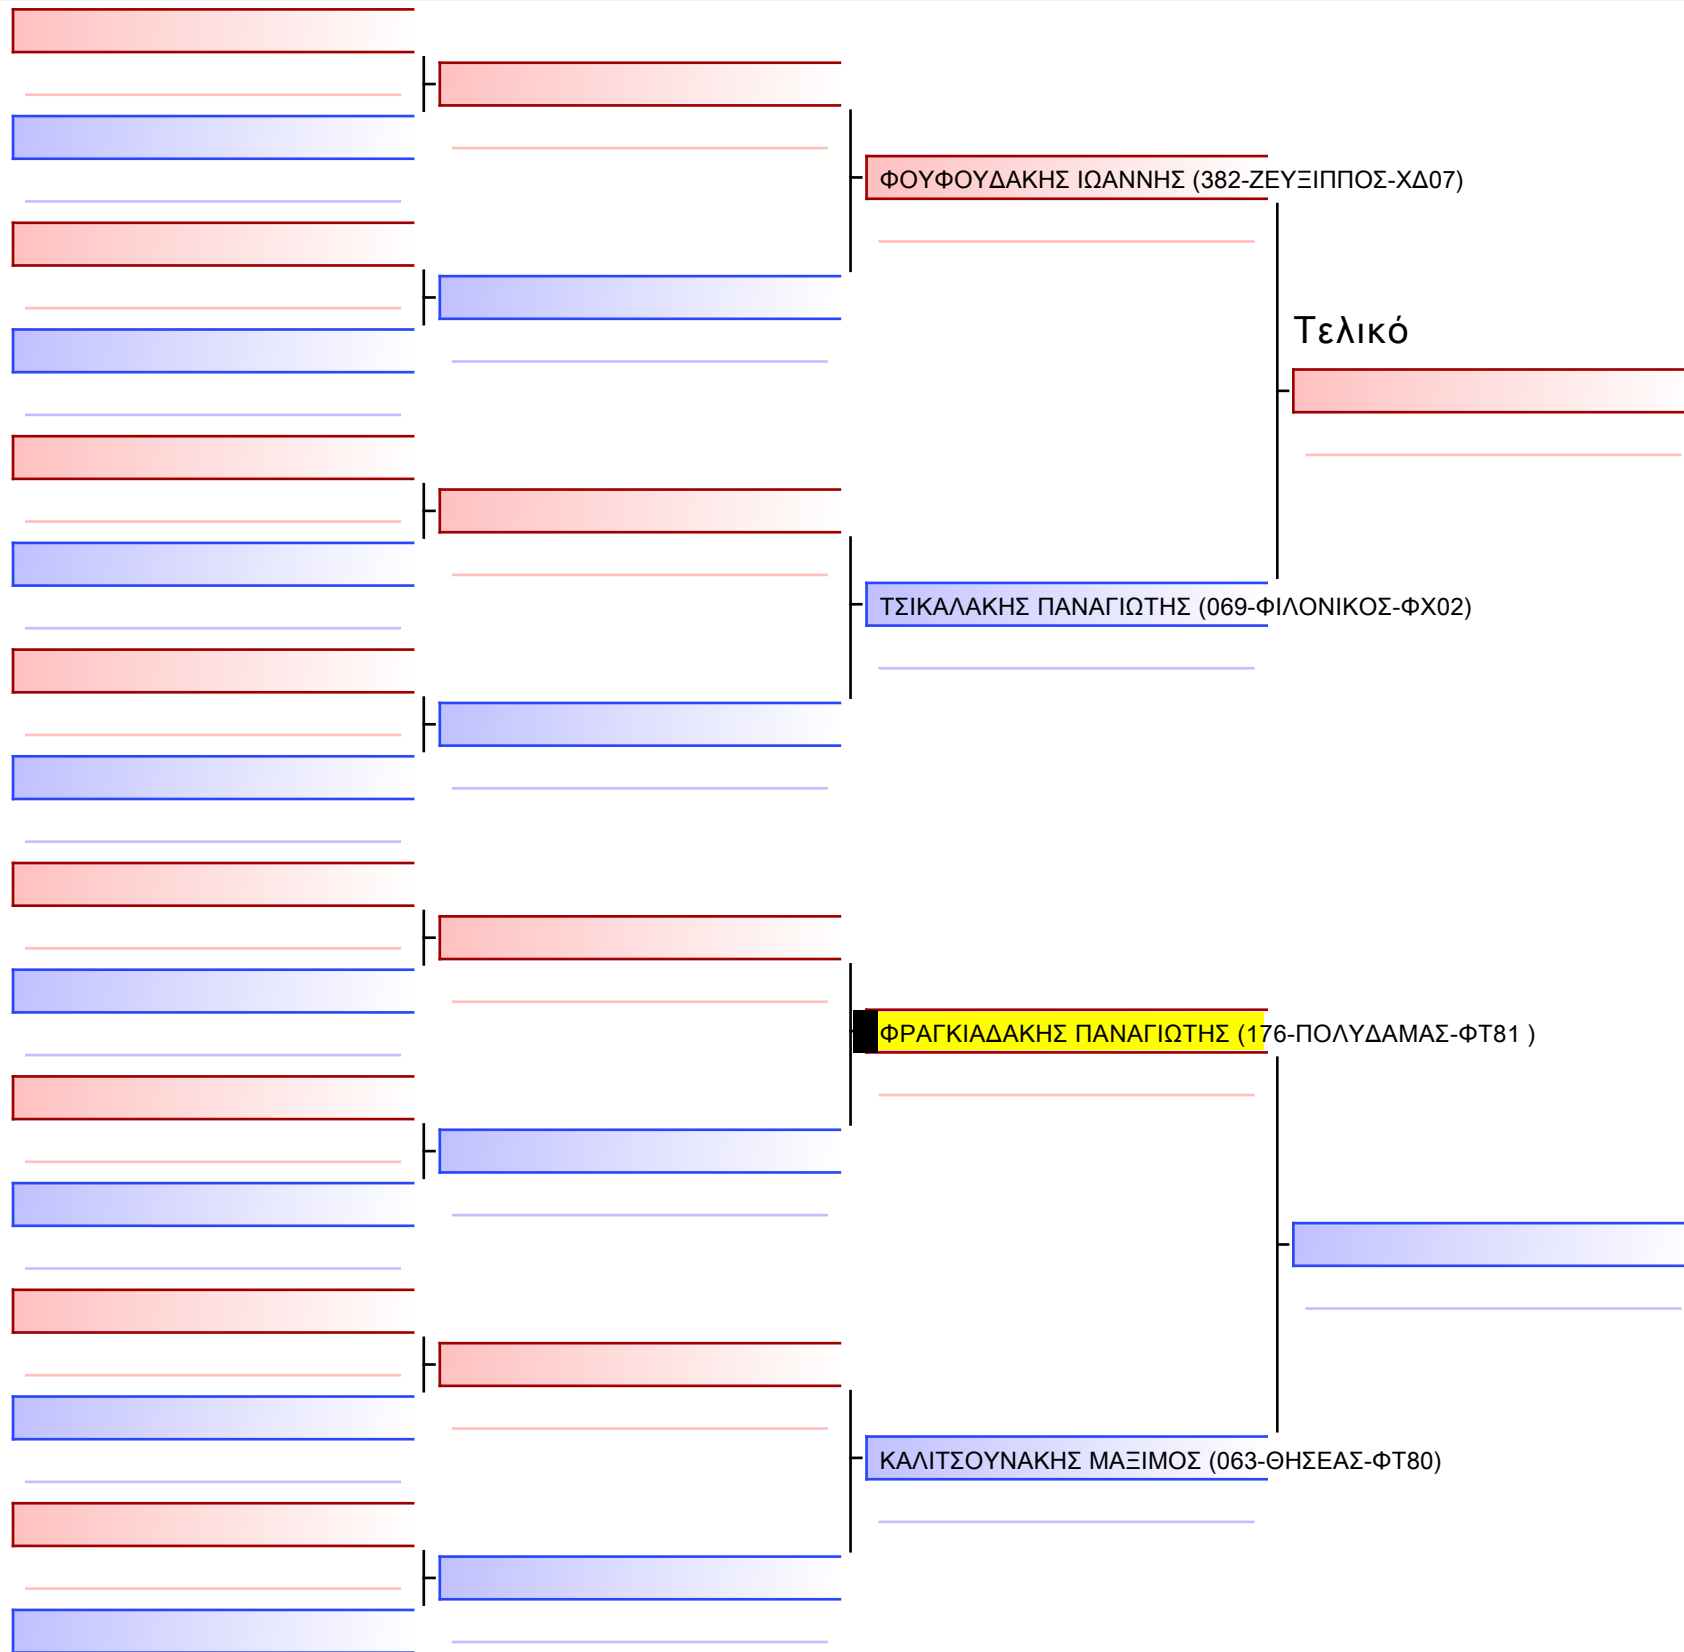 ΦΟΥΦΟΥΔΑΚΗΣ ΙΩΑΝΝΗΣ (382-ΖΕΥΞΙΠΠΟΣ-ΧΔ07)
Τελικό
ΤΣΙΚΑΛΑΚΗΣ ΠΑΝΑΓΙΩΤΗΣ (069-ΦΙΛΟΝΙΚΟΣ-ΦΧ02)
ΦΡΑΓΚΙΑΔΑΚΗΣ ΠΑΝΑΓΙΩΤΗΣ (176-ΠΟΛΥΔΑΜΑΣ-ΦΤ81 )
ΚΑΛΙΤΣΟΥΝΑΚΗΣ ΜΑΞΙΜΟΣ (063-ΘΗΣΕΑΣ-ΦΤ80)